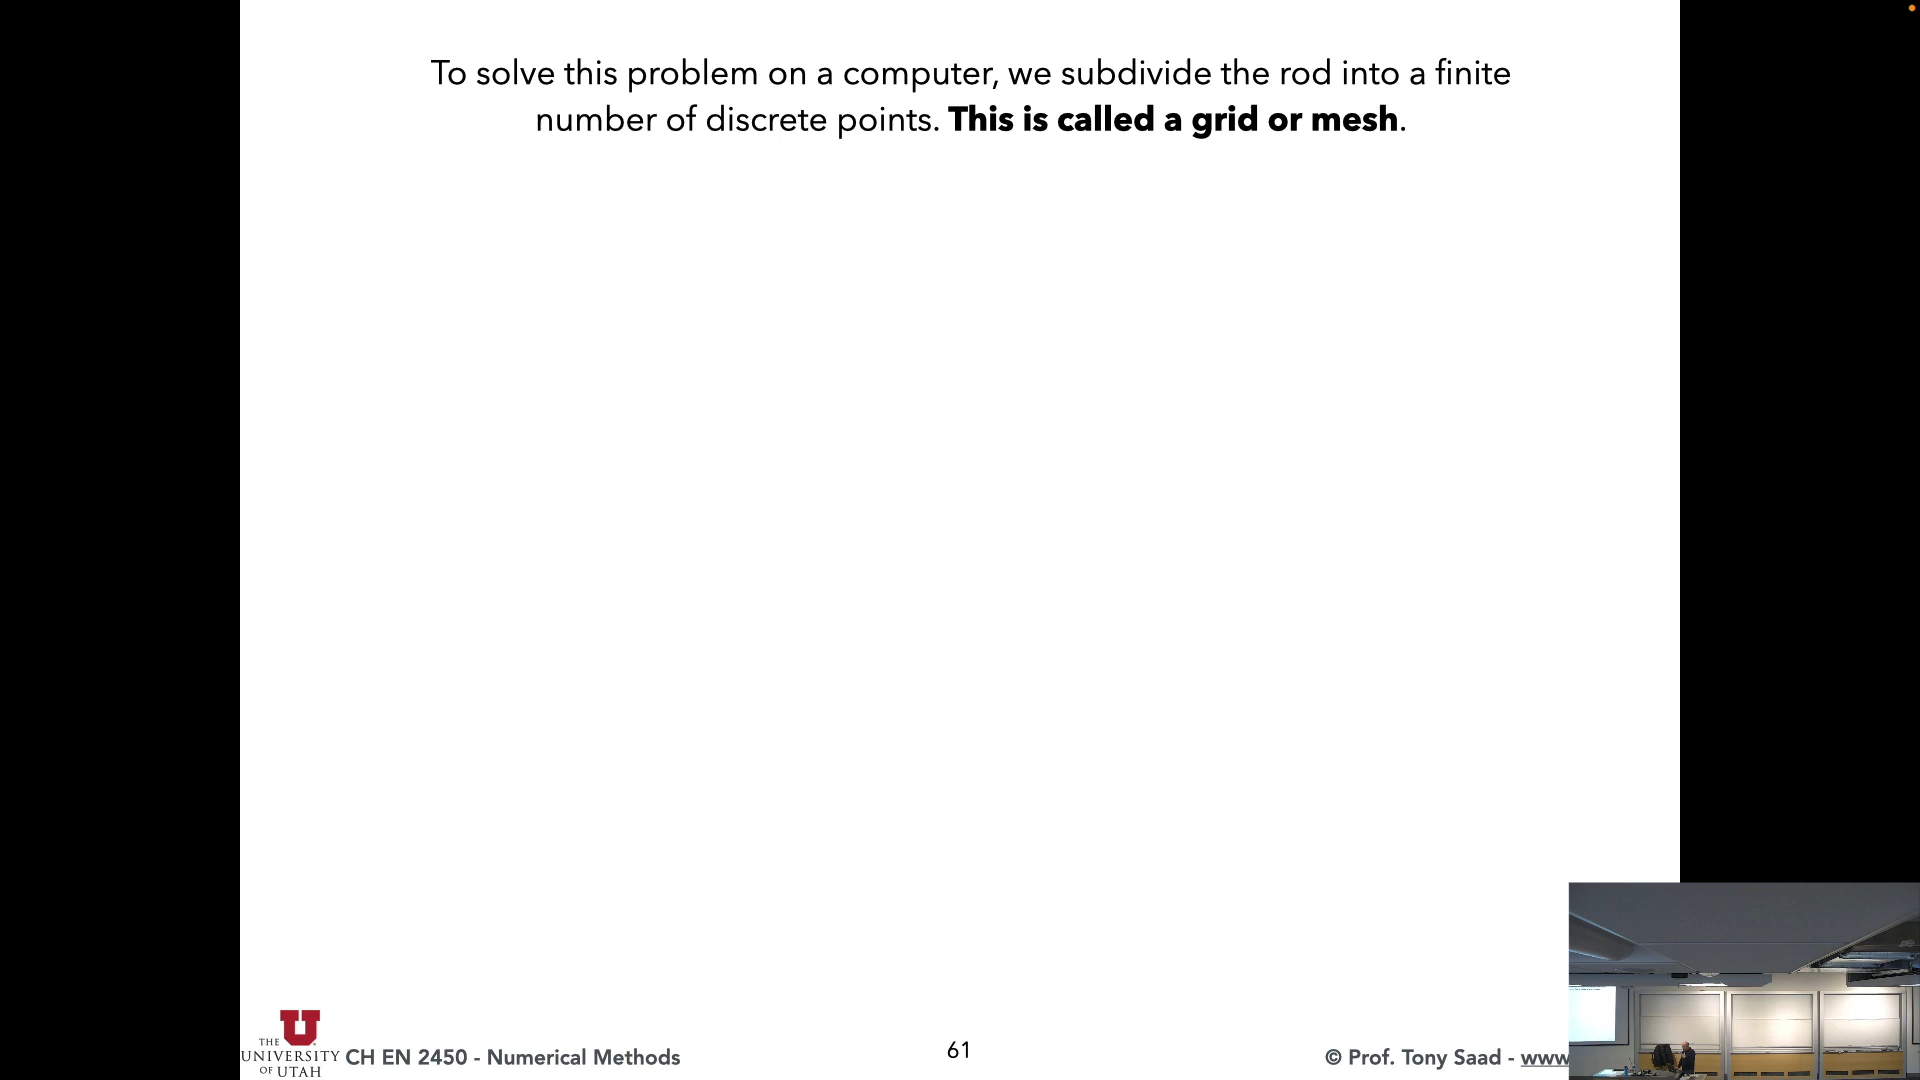 To solve this problem on a computer, we subdivide the rod into a finite
number of discrete points. This is called a grid or mesh.
THE
UNIVERSITY
OF UTAH
CH EN 2450 - Numerical Methods
61
© Prof. Tony Saad - www